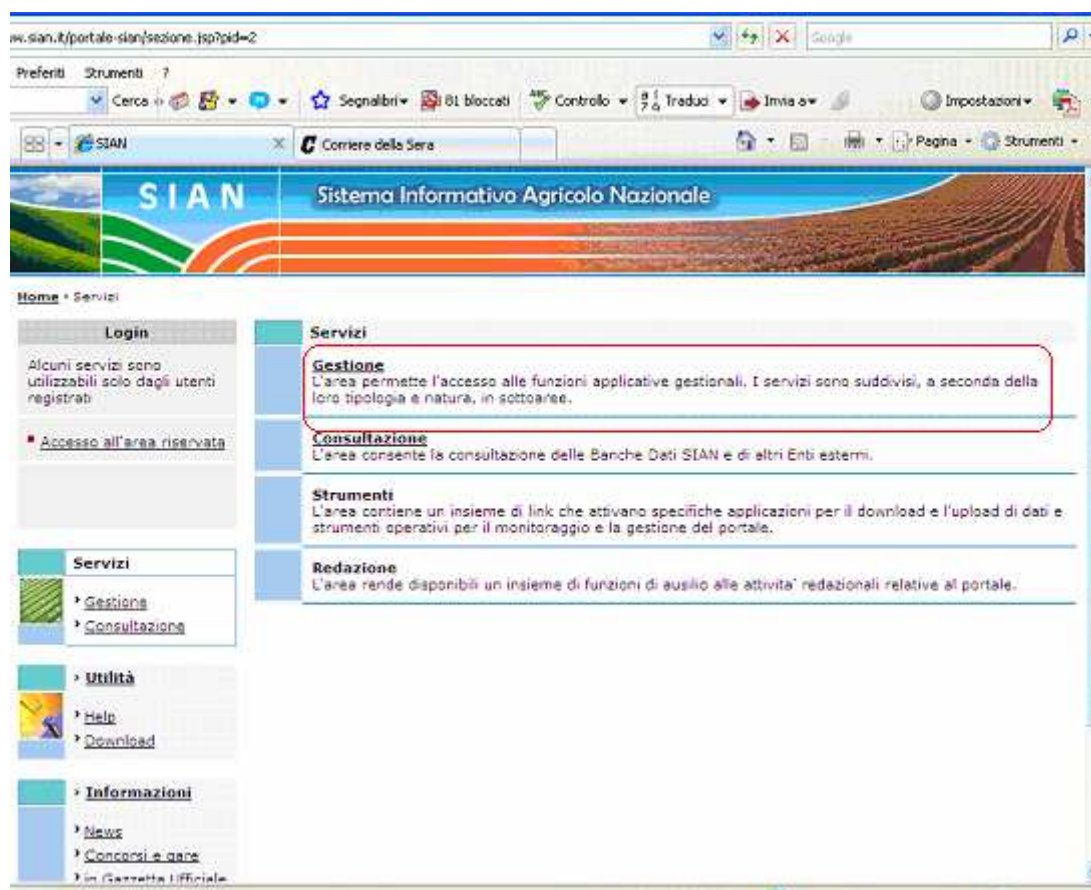 w.sian.it/portale-sian/sezione.jsp?pid=2
Google
Preferiti Strumenti ?
Cerca
Segnalibri
81 bloccati
Controllo
Traduci
Invia a
Impostazioni
SIAN
Corriere della Sera
Pagina
Strumenti
SIAN
Sistema Informativo Agricolo Nazionale
Home • Servizi
Login
Alcuni servizi sono
utilizzabili solo dagli utenti
registrati
Accesso all'area riservata
Servizi
Gestione
L'area permette l'accesso alle funzioni applicative gestionali. I servizi sono suddivisi, a seconda della
loro tipologia e natura, in sottoaree.
Consultazione
L'area consente la consultazione delle Banche Dati SIAN e di altri Enti esterni.
Strumenti
L'area contiene un insieme di link che attivano specifiche applicazioni per il download e l'upload di dati e
strumenti operativi per il monitoraggio e la gestione del portale.
Redazione
L'area rende disponibili un insieme di funzioni di ausilio alle attivita' redazionali relative al portale.
Servizi
Gestione
Consultazione
Utilità
Help
Download
Informazioni
News
Concorsi e gare
in Gazzetta Ufficiale